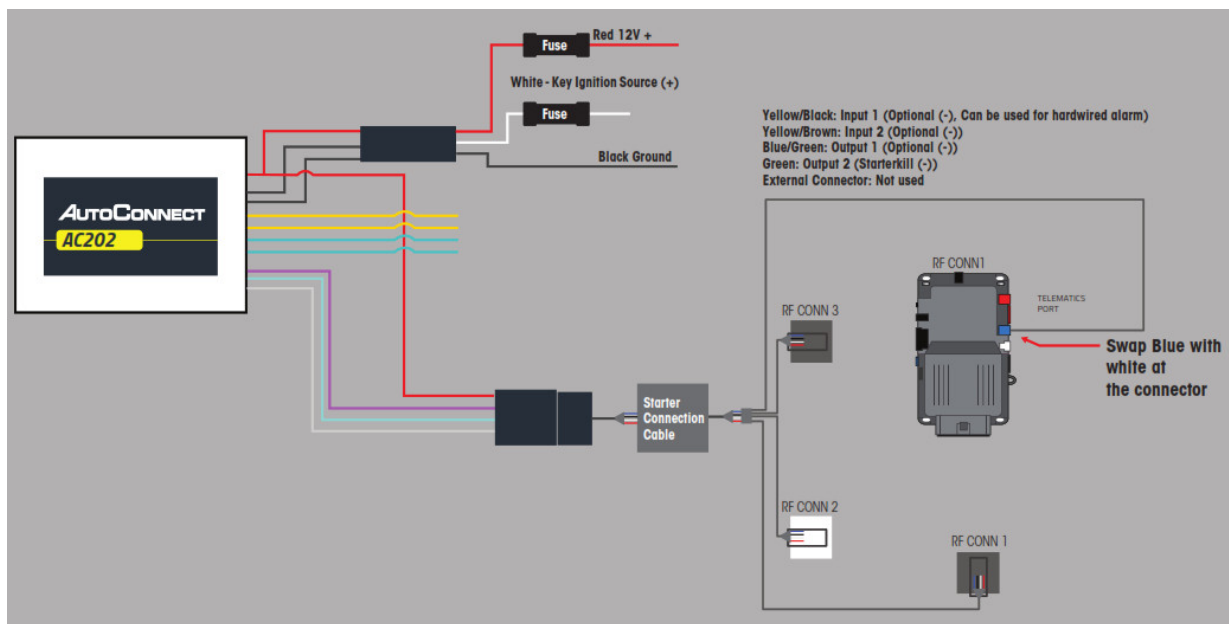 Fuse
Red 12V +
White - Key Ignition Source (+)
Fuse
Black Ground
Yellow/Black: Input 1 (Optional (-), Can be used for hardwired alarm)
Yellow/Brown: Input 2 (Optional (-))
Blue/Green: Output 1 (Optional (-))
Green: Output 2 (Starterkill (-))
External Connector: Not used
AUTOCONNECT
AC202
RF CONN1
TELEMATICS
PORT
RF CONN 3
Swap Blue with
white at
the connector
Starter
Connection
Cable
RF CONN 2
RF CONN 1